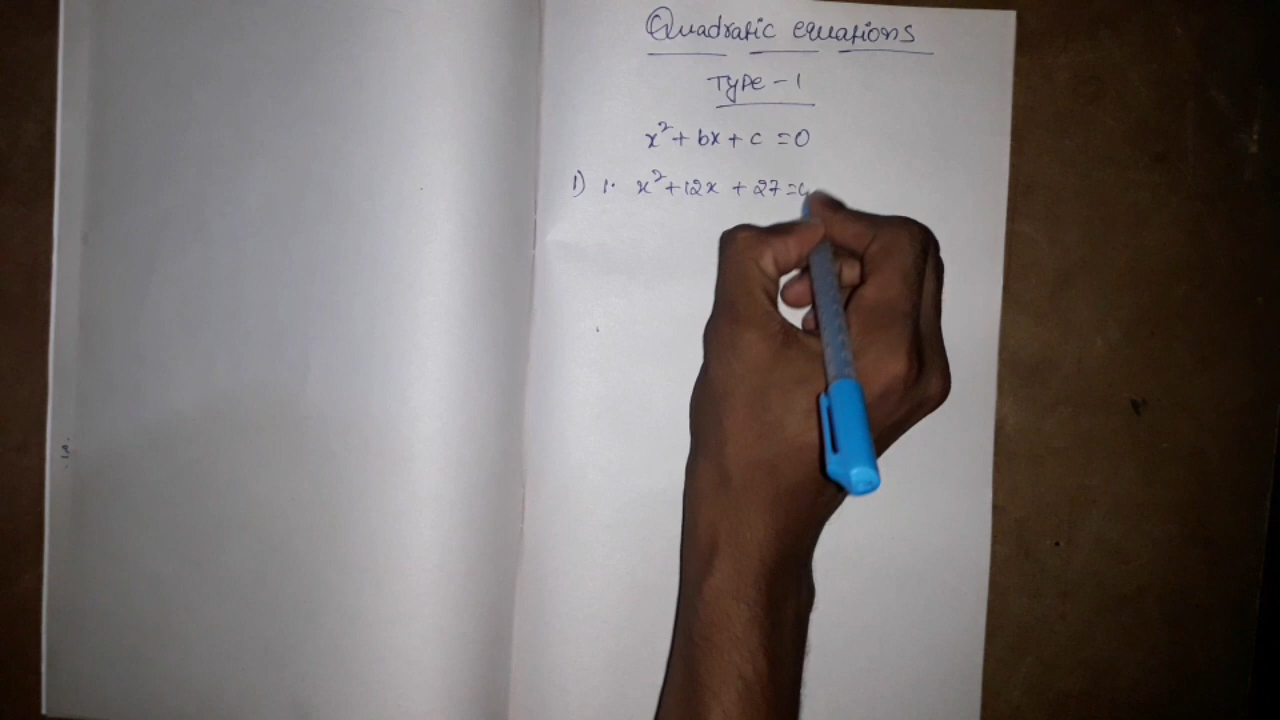 Quadratic equations
Type - 1
x² + bx + c = 0
1) 1. x² + 12x + 27 =